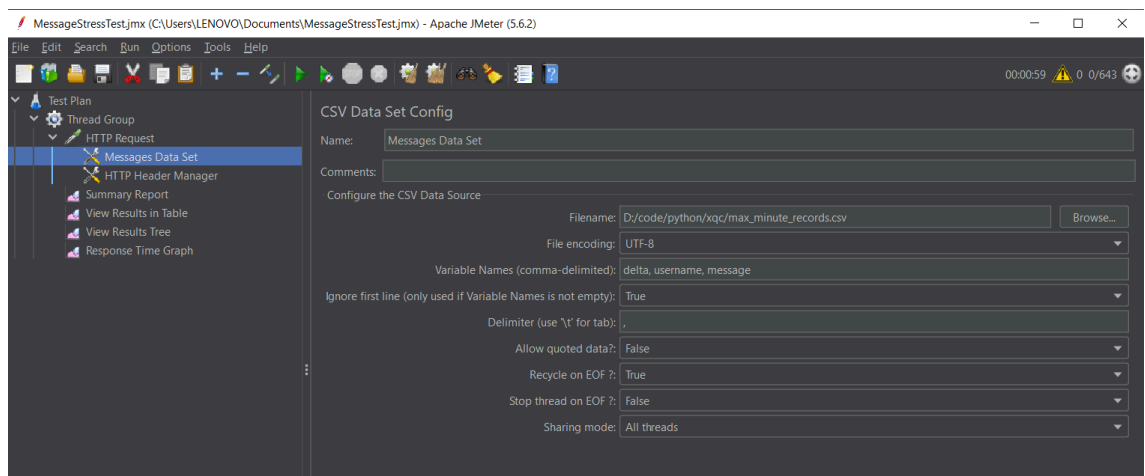 MessageStressTest.jmx (C:\Users\LENOVO\Documents\MessageStressTest.jmx) - Apache JMeter (5.6.2)
File Edit Search Run Options Tools Help
00:00:59 0 0/643
Test Plan
Thread Group
HTTP Request
Messages Data Set
HTTP Header Manager
Summary Report
View Results in Table
View Results Tree
Response Time Graph
CSV Data Set Config
Name: Messages Data Set
Comments:
Configure the CSV Data Source
Filename: D:/code/python/xqc/max_minute_records.csv Browse...
File encoding: UTF-8
Variable Names (comma-delimited): delta, username, message
Ignore first line (only used if Variable Names is not empty): True
Delimiter (use '\t' for tab): ,
Allow quoted data?: False
Recycle on EOF ?: True
Stop thread on EOF ?: False
Sharing mode: All threads